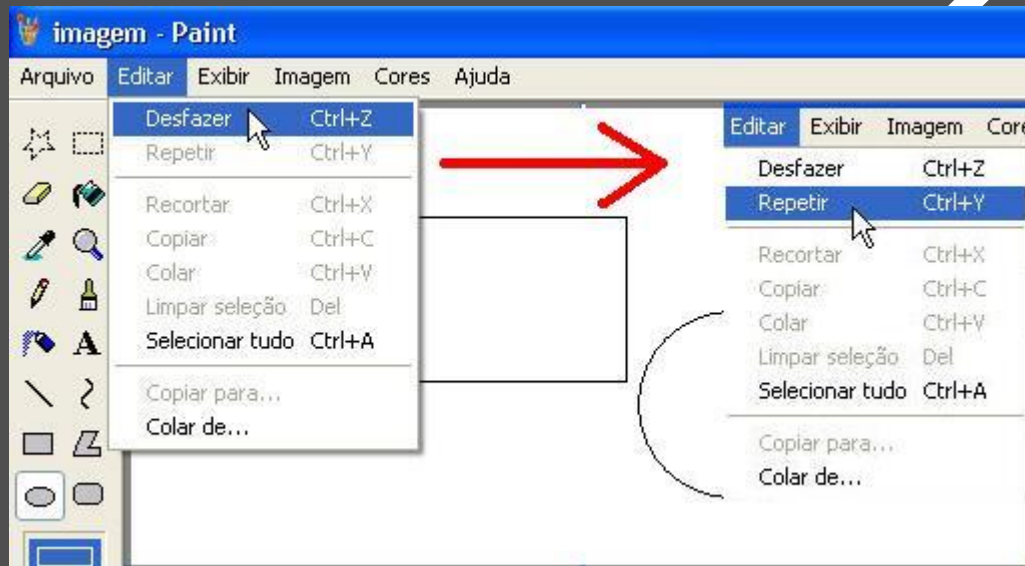 imagem - Paint
Arquivo Editar Exibir Imagem Cores Ajuda
Desfazer Ctrl+Z
Repetir Ctrl+Y
Recortar Ctrl+X
Copiar Ctrl+C
Colar Ctrl+V
Limpar seleção Del
Selecionar tudo Ctrl+A
Copiar para...
Colar de...
A
Editar Exibir Imagem Core
Desfazer Ctrl+Z
Repetir Ctrl+Y
Recortar Ctrl+X
Copiar Ctrl+C
Colar Ctrl+V
Limpar seleção Del
Selecionar tudo Ctrl+A
Copiar para...
Colar de...